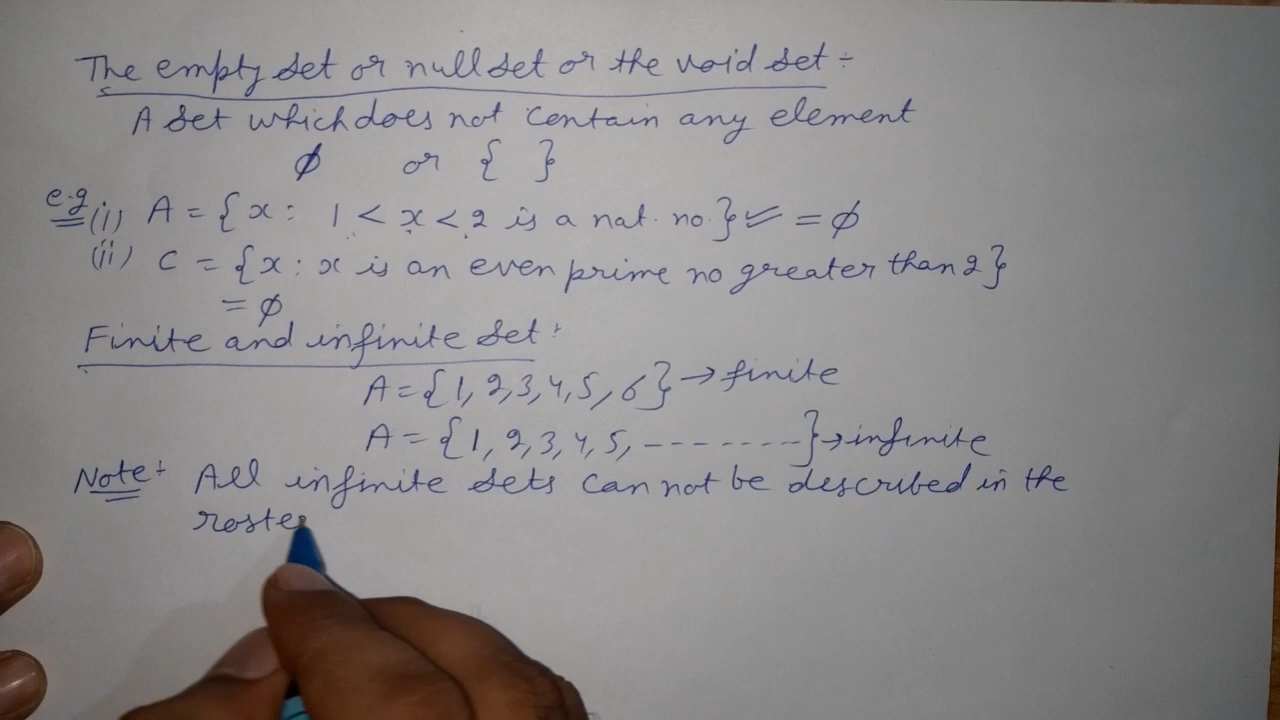 The empty set or null set or the void set :-
A set which does not contain any element
ϕ or { }
e.g (i) A = {x : 1 < x < 2 is a nat. no.} = ϕ
(ii) C = {x : x is an even prime no greater than 2}
= ϕ
Finite and infinite set :-
A = {1, 2, 3, 4, 5, 6} → finite
A = {1, 2, 3, 4, 5, --------} → infinite
Note :- All infinite sets can not be described in the
roste